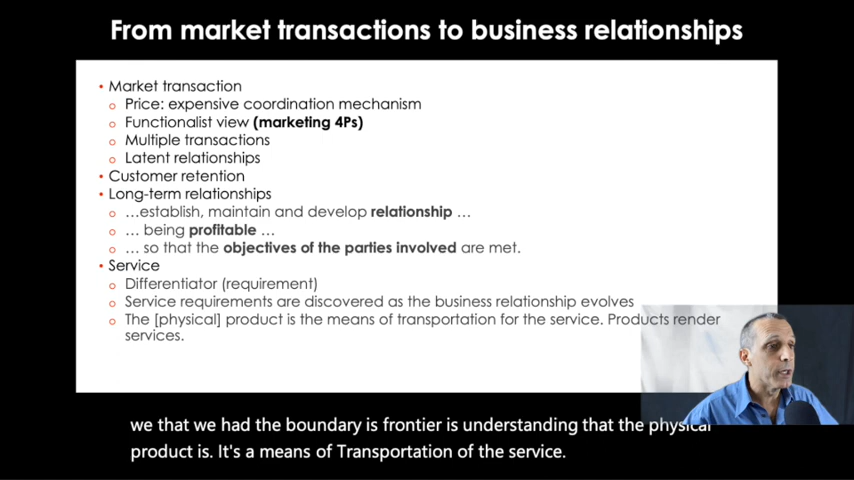 From market transactions to business relationships
• Market transaction
o Price: expensive coordination mechanism
o Functionalist view (marketing 4Ps)
o Multiple transactions
o Latent relationships
• Customer retention
• Long-term relationships
o …establish, maintain and develop relationship …
o … being profitable …
o … so that the objectives of the parties involved are met.
• Service
o Differentiator (requirement)
o Service requirements are discovered as the business relationship evolves
o The [physical] product is the means of transportation for the service. Products render
services.
we that we had the boundary is frontier is understanding that the physical
product is. It's a means of Transportation of the service.